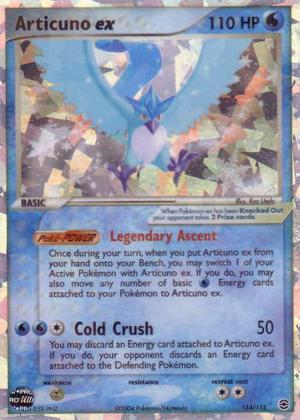 Articuno ex 110 HP
Illus. Ryo Ueda
BASIC
When Pokémon-ex has been Knocked Out
your opponent takes 2 Prize cards.
Poké-POWER Legendary Ascent
Once during your turn, when you put Articuno ex from
your hand onto your Bench, you may switch 1 of your
Active Pokémon with Articuno ex. If you do, you may
also move any number of basic Energy cards
attached to your Pokémon to Articuno ex.
Cold Crush 50
You may discard an Energy card attached to Articuno
ex. If you do, your opponent discards an Energy card
attached to the Defending Pokémon.
weakness resistance retreat cost
©2004 Pokémon/Nintendo
114/112